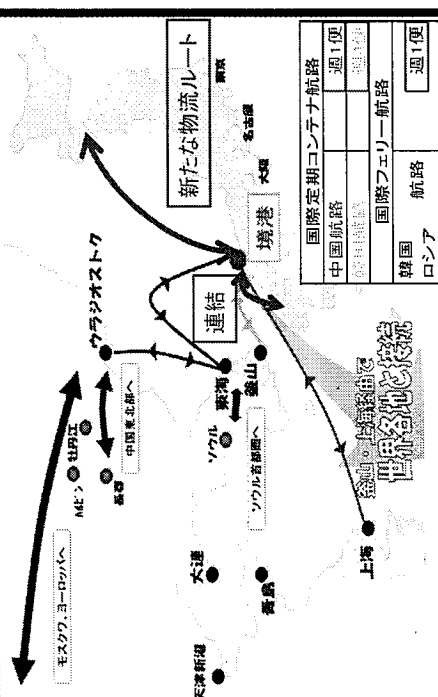 新たな物流ルート
東京
名古屋
大阪
境港
連結
ウラジオストク
東海
釜山
牡丹江
ハルビン
長春
中国東北部へ
モスクワ、ヨーロッパへ
ソウル
ソウル首都圏へ
大連
青島
天津新港
上海
釜山・上海経由で
世界各地と接続
国際定期コンテナ航路
中国航路 週1便
国際フェリー航路
韓国
ロシア 航路 週1便